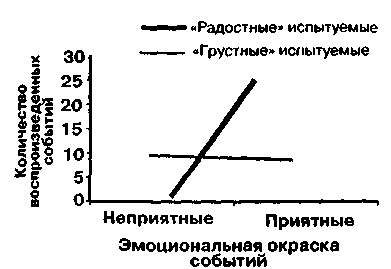 «Радостные» испытуемые
«Грустные» испытуемые
Количество
воспроизведенных
событий
30
25
20
15
10
5
0
Неприятные Приятные
Эмоциональная окраска
событий